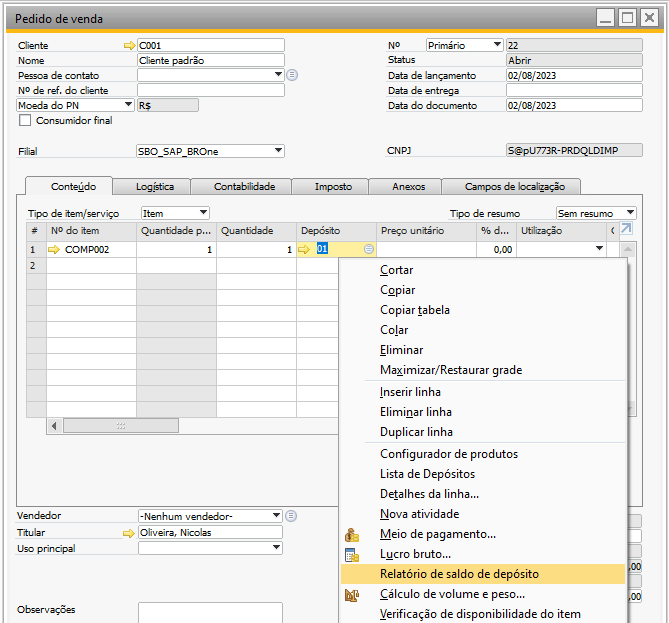 Pedido de venda
Cliente C001 Nº Primário 22
Nome Cliente padrão Status Abrir
Pessoa de contato Data de lançamento 02/08/2023
Nº de ref. do cliente Data de entrega
Moeda do PN R$ Data do documento 02/08/2023
Consumidor final
Filial SBO_SAP_BROne CNPJ S@pU773R-PRDQLDIMP
Conteúdo Logística Contabilidade Imposto Anexos Campos de localização
Tipo de item/serviço Item Tipo de resumo Sem resumo
# Nº do item Quantidade p... Quantidade Depósito Preço unitário % d... Utilização
1 COMP002 1 1 01 0,00
2
Cortar
Copiar
Copiar tabela
Colar
Eliminar
Maximizar/Restaurar grade
Inserir linha
Eliminar linha
Duplicar linha
Configurador de produtos
Lista de Depósitos
Detalhes da linha...
Nova atividade
Meio de pagamento...
Lucro bruto...
Relatório de saldo de depósito
Cálculo de volume e peso...
Verificação de disponibilidade do item
Vendedor -Nenhum vendedor-
Titular Oliveira, Nicolas
Uso principal
,00
,00
Observações